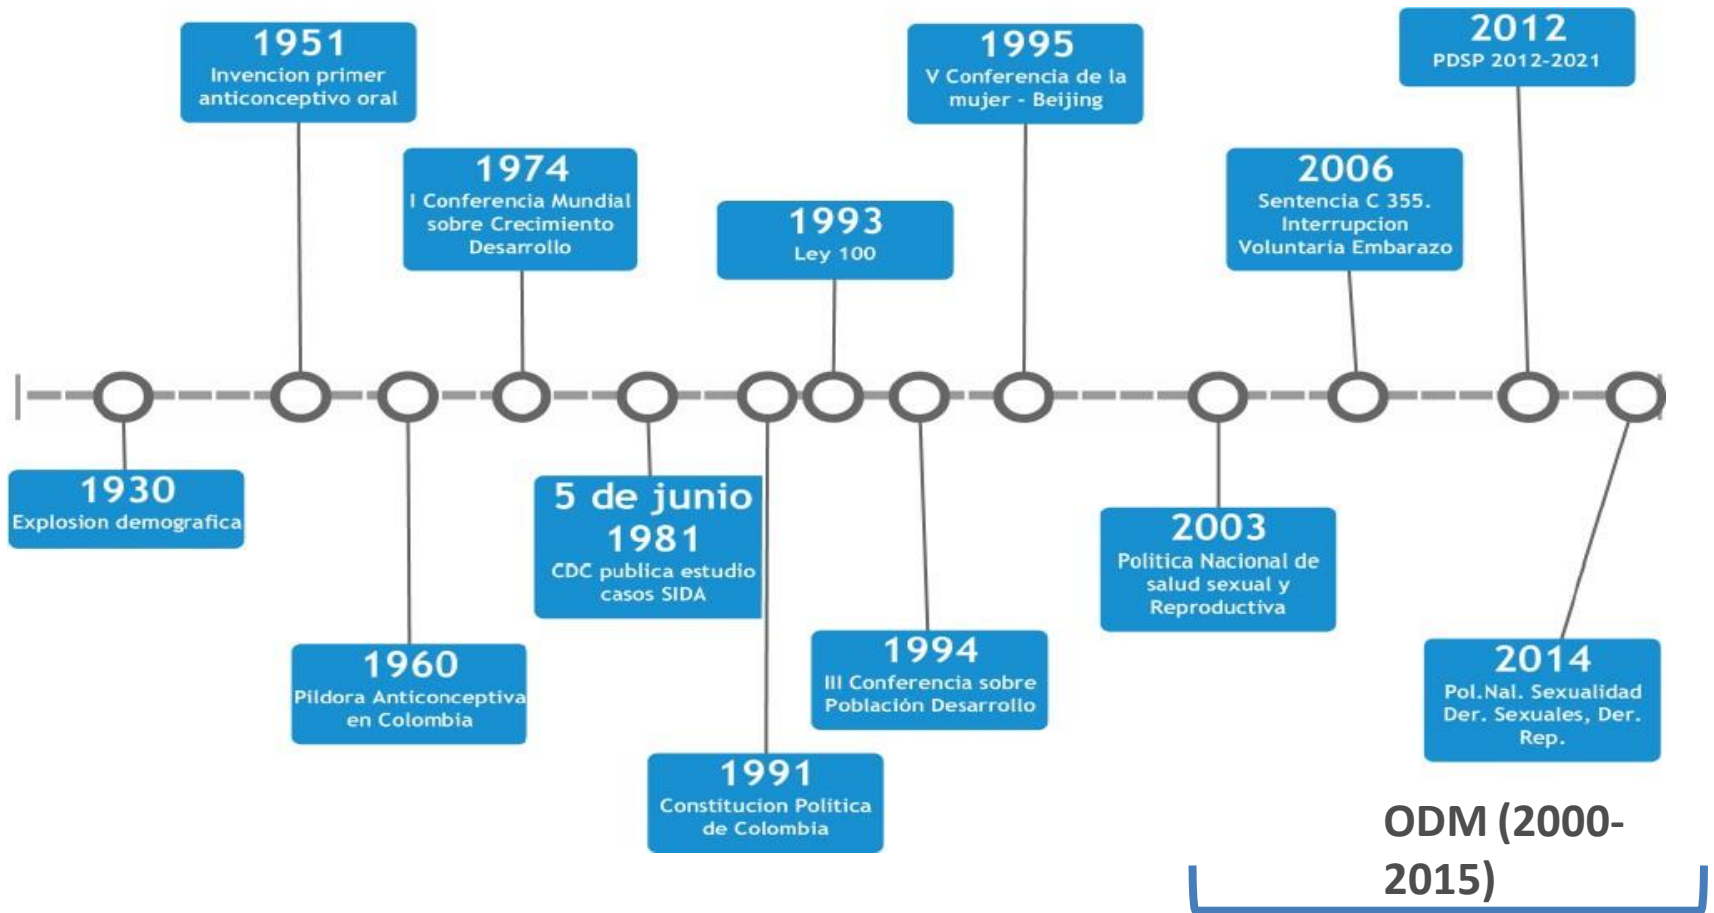 1951
Invencion primer
anticonceptivo oral
1995
V Conferencia de la
mujer - Beijing
2012
PDSP 2012-2021
1974
I Conferencia Mundial
sobre Crecimiento
Desarrollo
1993
Ley 100
2006
Sentencia C 355.
Interrupcion
Voluntaria Embarazo
1930
Explosion demografica
5 de junio
1981
CDC publica estudio
casos SIDA
2003
Politica Nacional de
salud sexual y
Reproductiva
1960
Pildora Anticonceptiva
en Colombia
1994
III Conferencia sobre
Población Desarrollo
2014
Pol.Nal. Sexualidad
Der. Sexuales, Der.
Rep.
1991
Constitucion Politica
de Colombia
ODM (2000-
2015)